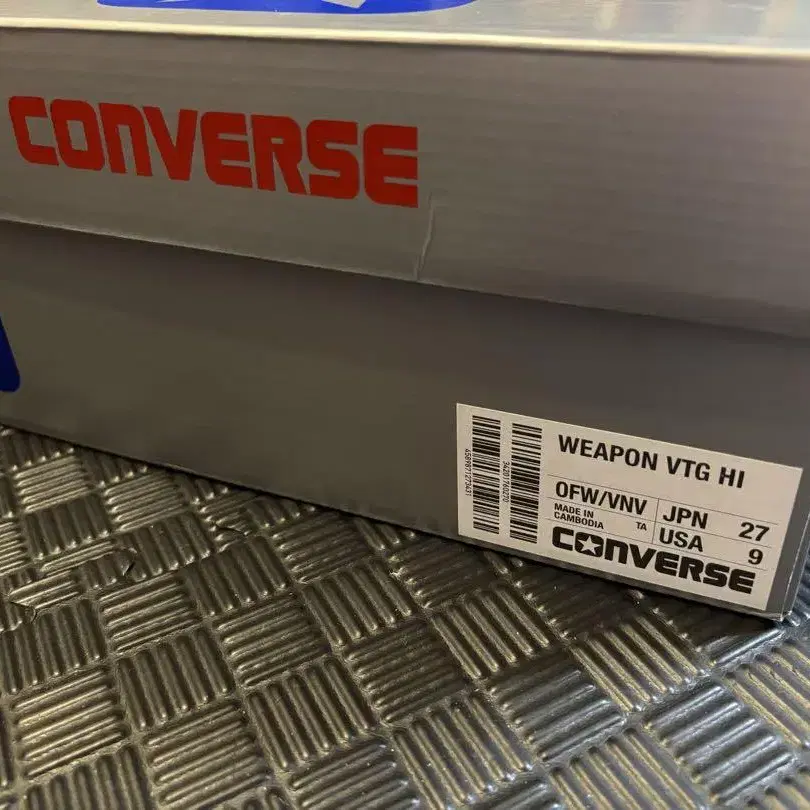 CONVERSE
WEAPON VTG HI
OFW/VNV
JPN 27
MADE IN
CAMBODIA TA
USA 9
CONVERSE